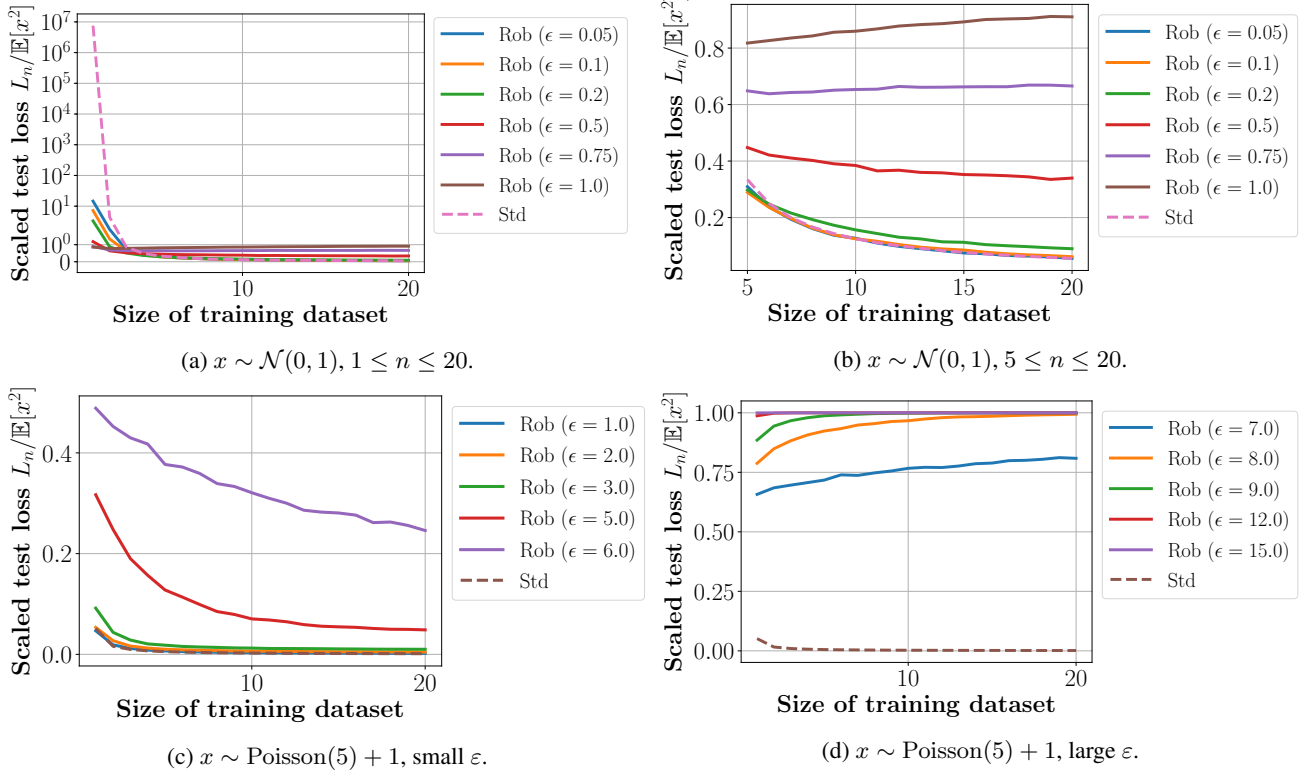 Scaled test loss $L_n/\mathbb{E}[x^2]$
10^7
10^6
10^5
10^4
10^3
10^2
10^1
10^0
0
10
20
Size of training dataset
Rob (ϵ = 0.05)
Rob (ϵ = 0.1)
Rob (ϵ = 0.2)
Rob (ϵ = 0.5)
Rob (ϵ = 0.75)
Rob (ϵ = 1.0)
Std
(a) x ∼ 𝒩(0, 1), 1 ≤ n ≤ 20.
Scaled test loss $L_n/\mathbb{E}[x^2]$
0.8
0.6
0.4
0.2
5
10
15
20
Size of training dataset
Rob (ϵ = 0.05)
Rob (ϵ = 0.1)
Rob (ϵ = 0.2)
Rob (ϵ = 0.5)
Rob (ϵ = 0.75)
Rob (ϵ = 1.0)
Std
(b) x ∼ 𝒩(0, 1), 5 ≤ n ≤ 20.
Scaled test loss $L_n/\mathbb{E}[x^2]$
0.4
0.2
0.0
10
20
Size of training dataset
Rob (ϵ = 1.0)
Rob (ϵ = 2.0)
Rob (ϵ = 3.0)
Rob (ϵ = 5.0)
Rob (ϵ = 6.0)
Std
(c) x ∼ Poisson(5) + 1, small ε.
Scaled test loss $L_n/\mathbb{E}[x^2]$
1.00
0.75
0.50
0.25
0.00
10
20
Size of training dataset
Rob (ϵ = 7.0)
Rob (ϵ = 8.0)
Rob (ϵ = 9.0)
Rob (ϵ = 12.0)
Rob (ϵ = 15.0)
Std
(d) x ∼ Poisson(5) + 1, large ε.